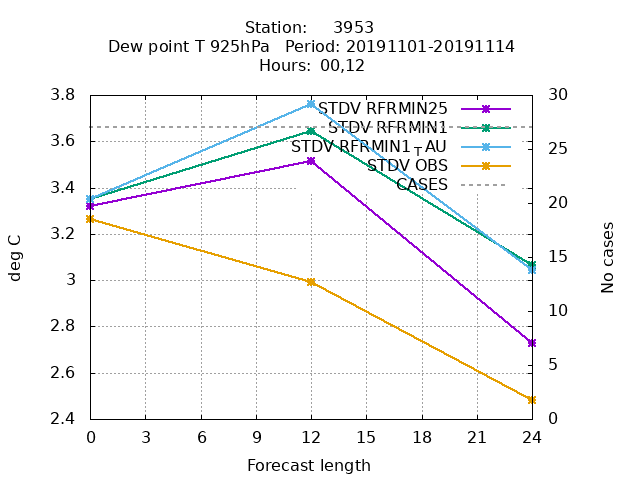 Station:     3953
Dew point T 925hPa   Period: 20191101-20191114
Hours: 00,12
3.8
3.6
3.4
3.2
3
2.8
2.6
2.4
30
25
20
15
10
5
0
STDV RFRMIN25
STDV RFRMIN1
STDV RFRMIN1TAU
STDV OBS
CASES
deg C
No cases
0 3 6 9 12 15 18 21 24
Forecast length